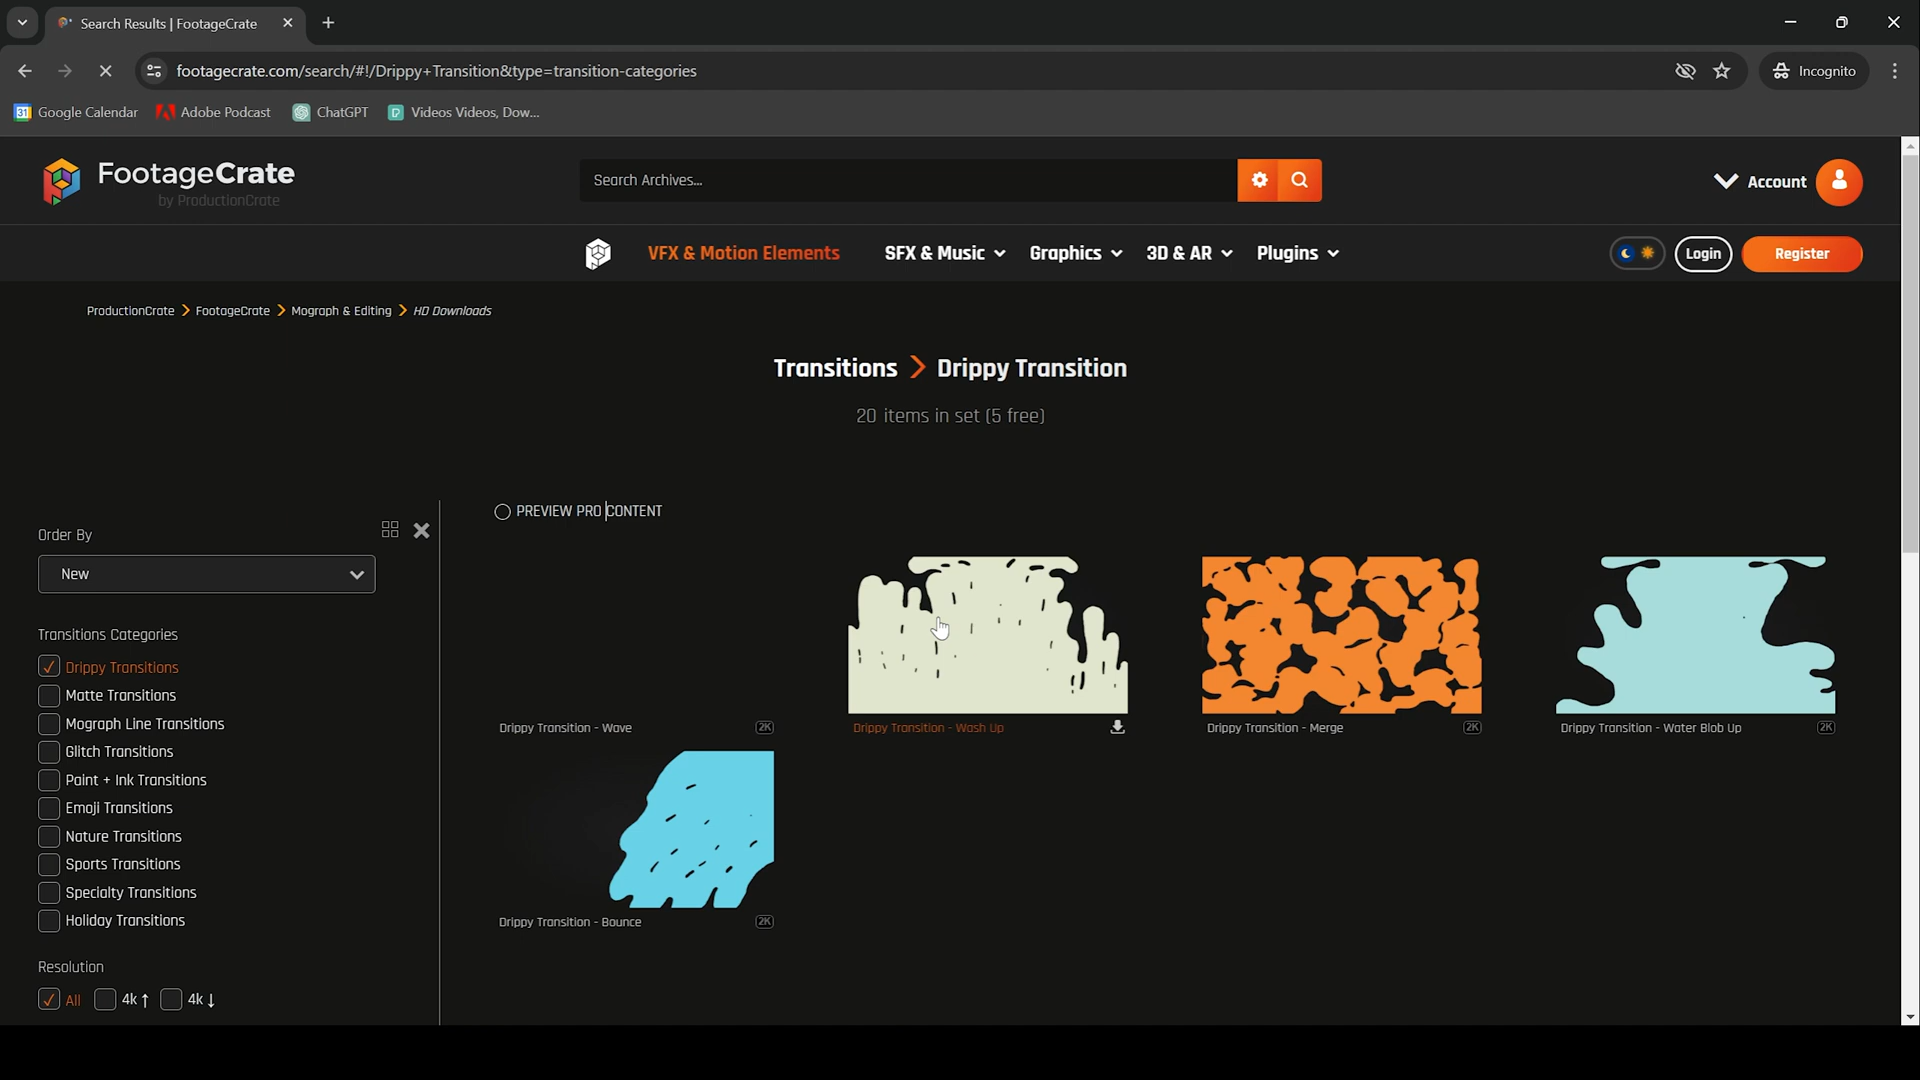 Search Results | FootageCrate
footagecrate.com/search/#!/Drippy+Transition&type=transition-categories
Incognito
31 Google Calendar Adobe Podcast ChatGPT Videos Videos, Dow...
FootageCrate
by ProductionCrate
Search Archives...
Account
VFX & Motion Elements SFX & Music Graphics 3D & AR Plugins Login Register
ProductionCrate FootageCrate Mograph & Editing HD Downloads
Transitions Drippy Transition
20 items in set (5 free)
PREVIEW PRO CONTENT
Order By
New
Transitions Categories
Drippy Transitions
Matte Transitions
Mograph Line Transitions
Glitch Transitions
Paint + Ink Transitions
Emoji Transitions
Nature Transitions
Sports Transitions
Specialty Transitions
Holiday Transitions
Resolution
All 4k↑ 4k↓
Drippy Transition - Wave 2K
Drippy Transition - Wash Up
Drippy Transition - Merge 2K
Drippy Transition - Water Blob Up 2K
Drippy Transition - Bounce 2K